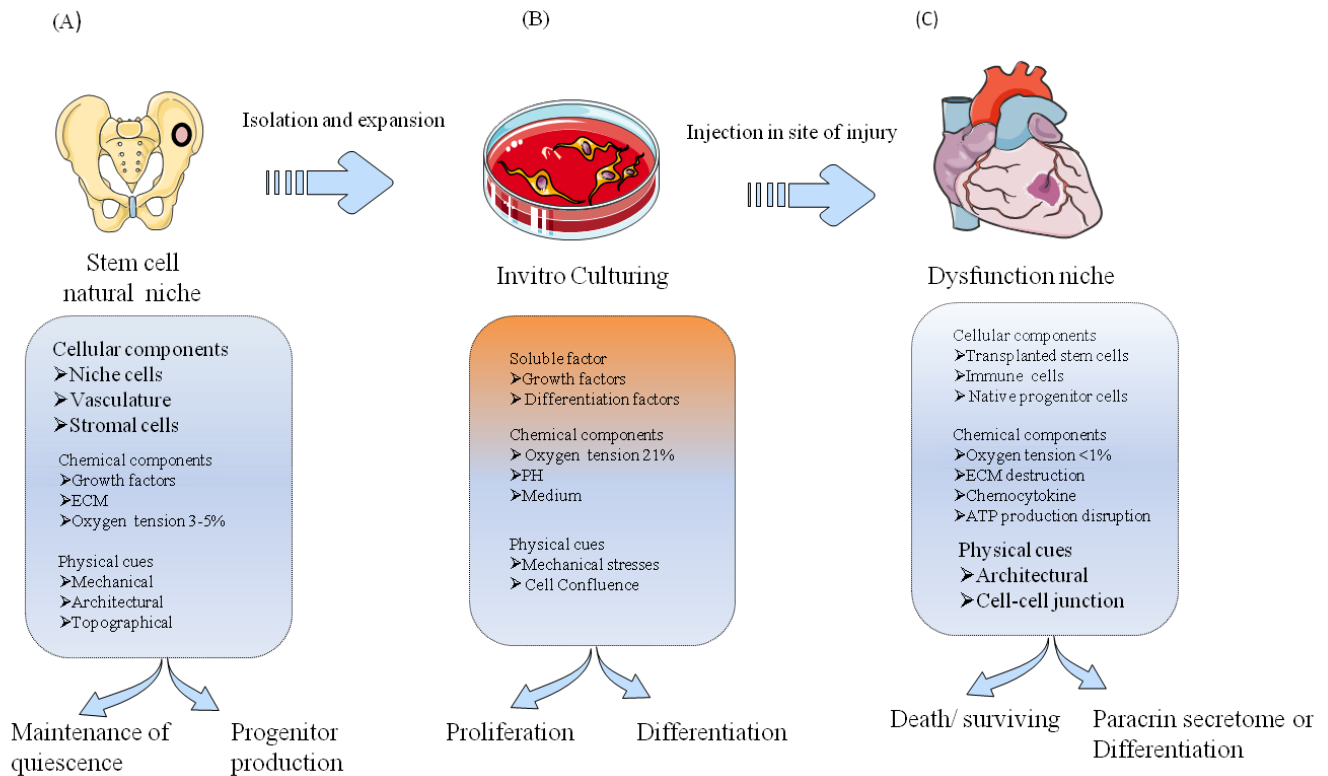 (A)
Stem cell
natural niche
Cellular components
➤Niche cells
➤Vasculature
➤Stromal cells
Chemical components
➤Growth factors
➤ECM
➤Oxygen tension 3-5%
Physical cues
➤Mechanical
➤Architectural
➤Topographical
Maintenance of
quiescence
Progenitor
production
Isolation and expansion
(B)
Invitro Culturing
Soluble factor
➤Growth factors
➤Differentiation factors
Chemical components
➤Oxygen tension 21%
➤PH
➤Medium
Physical cues
➤Mechanical stresses
➤Cell Confluence
Proliferation
Differentiation
Injection in site of injury
(C)
Dysfunction niche
Cellular components
➤Transplanted stem cells
➤Immune cells
➤Native progenitor cells
Chemical components
➤Oxygen tension <1%
➤ECM destruction
➤Chemocytokine
➤ATP production disruption
Physical cues
➤Architectural
➤Cell-cell junction
Death/ surviving
Paracrin secretome or
Differentiation